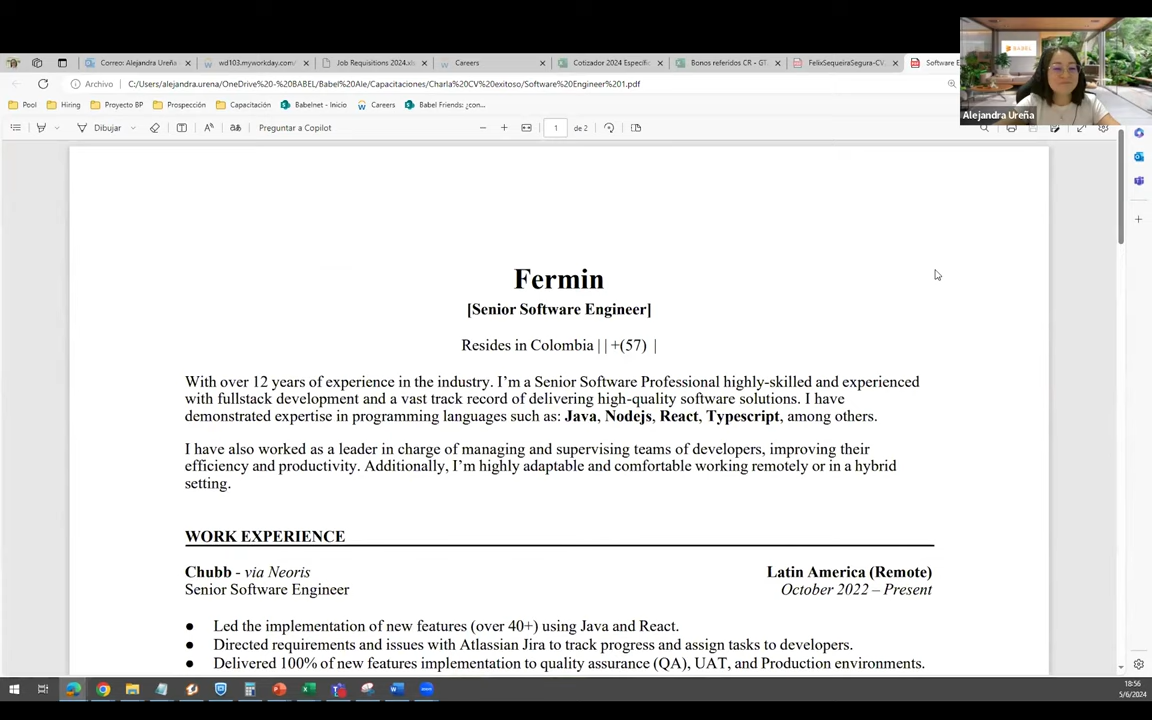 BABEL
Alejandra Ureña
Correo: Alejandra Ureña
wd103.myworkday.com/
Job Requisitions 2024.xls
Careers
Cotizador 2024 Especific
Bonos referidos CR - GT
FelixSequeiraSegura-CV
Software E
Archivo
C:/Users/alejandra.urena/OneDrive%20-%20BABEL/Babel%20Ale/Capacitaciones/Charla%20CV%20exitoso/Software%20Engineer%201.pdf
Pool
Hiring
Proyecto BP
Prospección
Capacitación
Babelnet - Inicio
Careers
Babel Friends: ¿con...
Dibujar
Preguntar a Copilot
1
de 2
Fermin
[Senior Software Engineer]
Resides in Colombia | | +(57) |
With over 12 years of experience in the industry. I'm a Senior Software Professional highly-skilled and experienced
with fullstack development and a vast track record of delivering high-quality software solutions. I have
demonstrated expertise in programming languages such as: Java, Nodejs, React, Typescript, among others.
I have also worked as a leader in charge of managing and supervising teams of developers, improving their
efficiency and productivity. Additionally, I'm highly adaptable and comfortable working remotely or in a hybrid
setting.
WORK EXPERIENCE
Chubb - via Neoris
Latin America (Remote)
Senior Software Engineer
October 2022 – Present
● Led the implementation of new features (over 40+) using Java and React.
● Directed requirements and issues with Atlassian Jira to track progress and assign tasks to developers.
● Delivered 100% of new features implementation to quality assurance (QA), UAT, and Production environments.
18:56
5/6/2024